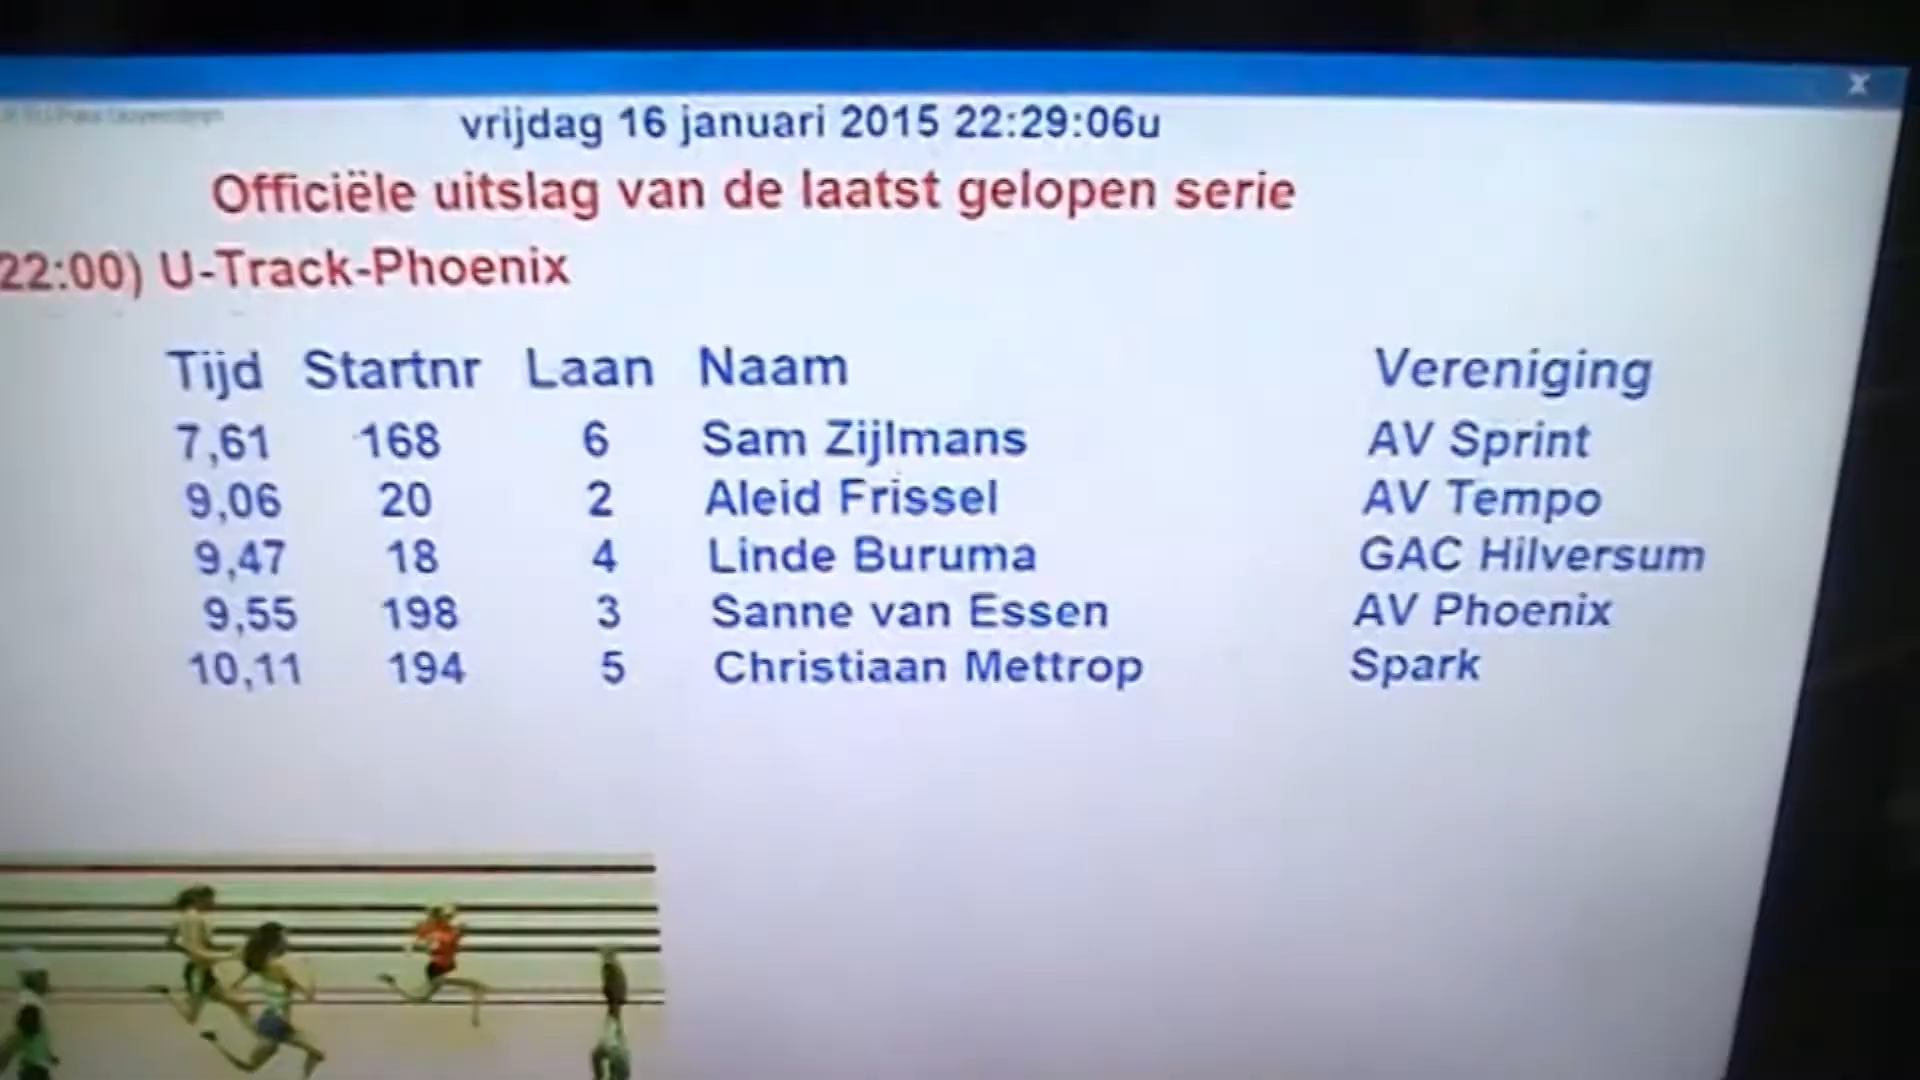 vrijdag 16 januari 2015 22:29:06u
Officiële uitslag van de laatst gelopen serie
22:00) U-Track-Phoenix
Tijd Startnr Laan Naam Vereniging
7,61 168 6 Sam Zijlmans AV Sprint
9,06 20 2 Aleid Frissel AV Tempo
9,47 18 4 Linde Buruma GAC Hilversum
9,55 198 3 Sanne van Essen AV Phoenix
10,11 194 5 Christiaan Mettrop Spark